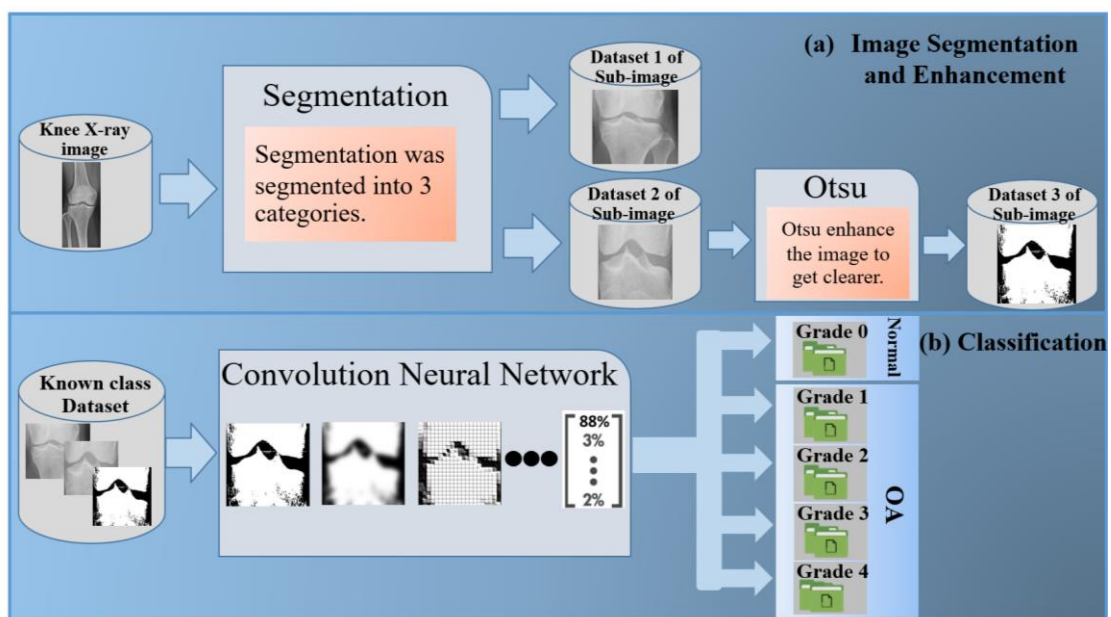 (a) Image Segmentation
and Enhancement
Knee X-ray
image
Segmentation
Segmentation was
segmented into 3
categories.
Dataset 1 of
Sub-image
Dataset 2 of
Sub-image
Otsu
Otsu enhance
the image to
get clearer.
Dataset 3 of
Sub-image
(b) Classification
Known class
Dataset
Convolution Neural Network
88%
3%
2%
Grade 0
Normal
Grade 1
Grade 2
Grade 3
Grade 4
OA